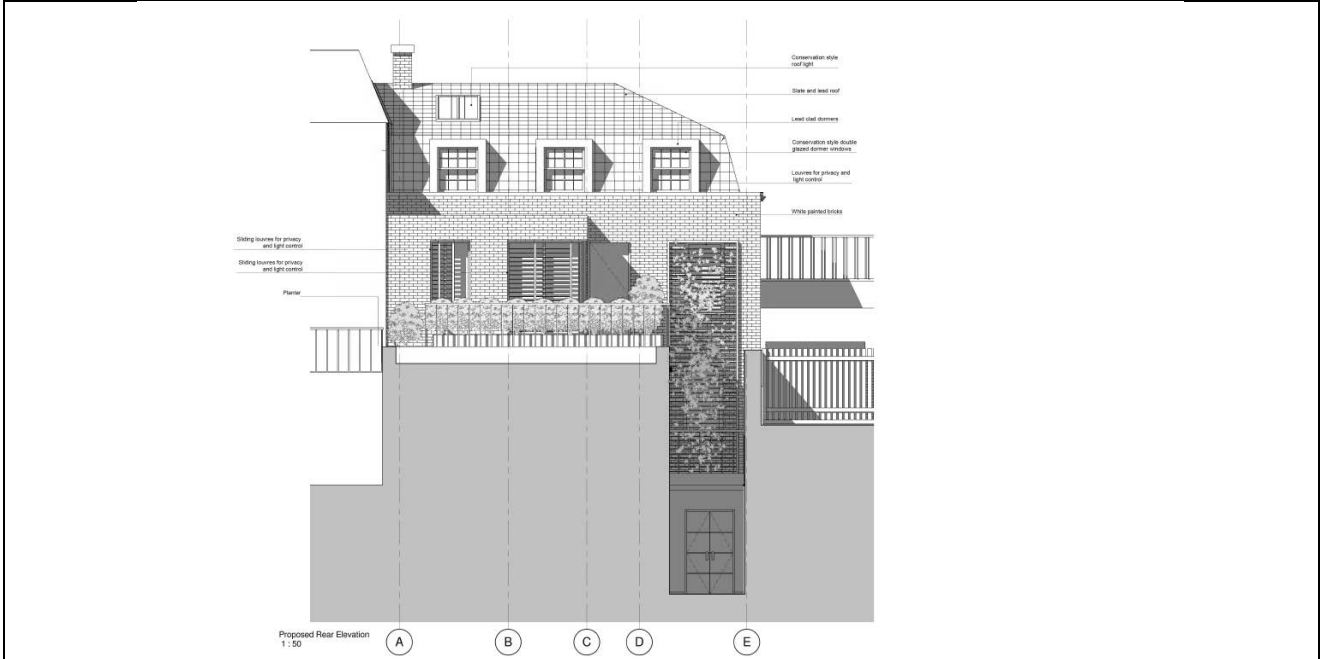 Conservation style
roof light
Slate and lead roof
Lead clad dormers
Conservation style double
glazed dormer windows
Louvres for privacy and
light control
White painted bricks
Sliding louvres for privacy
and light control
Sliding louvres for privacy
and light control
Planter
Proposed Rear Elevation
1 : 50
A
B
C
D
E